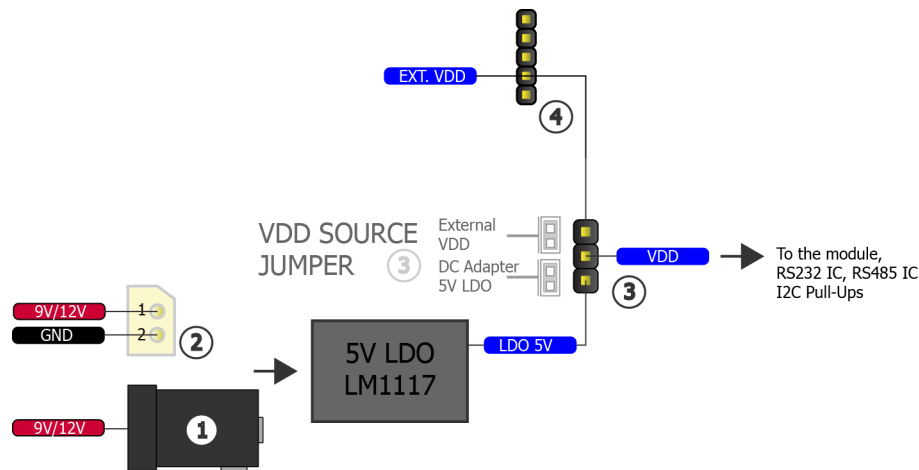 EXT. VDD
4
VDD SOURCE
JUMPER 3
External
VDD
DC Adapter
5V LDO
VDD
To the module,
RS232 IC, RS485 IC
I2C Pull-Ups
3
9V/12V
1
GND
2
2
5V LDO
LM1117
LDO 5V
9V/12V
1